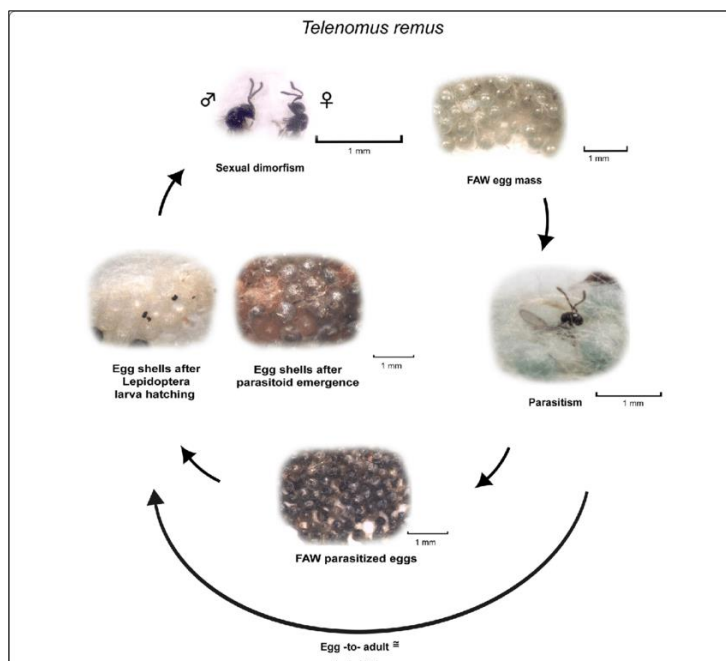 Telenomus remus
♂
♀
1 mm
Sexual dimorfism
1 mm
FAW egg mass
Egg shells after
Lepidoptera
larva hatching
Egg shells after
parasitoid emergence
1 mm
Parasitism
1 mm
1 mm
FAW parasitized eggs
Egg -to- adult ≅